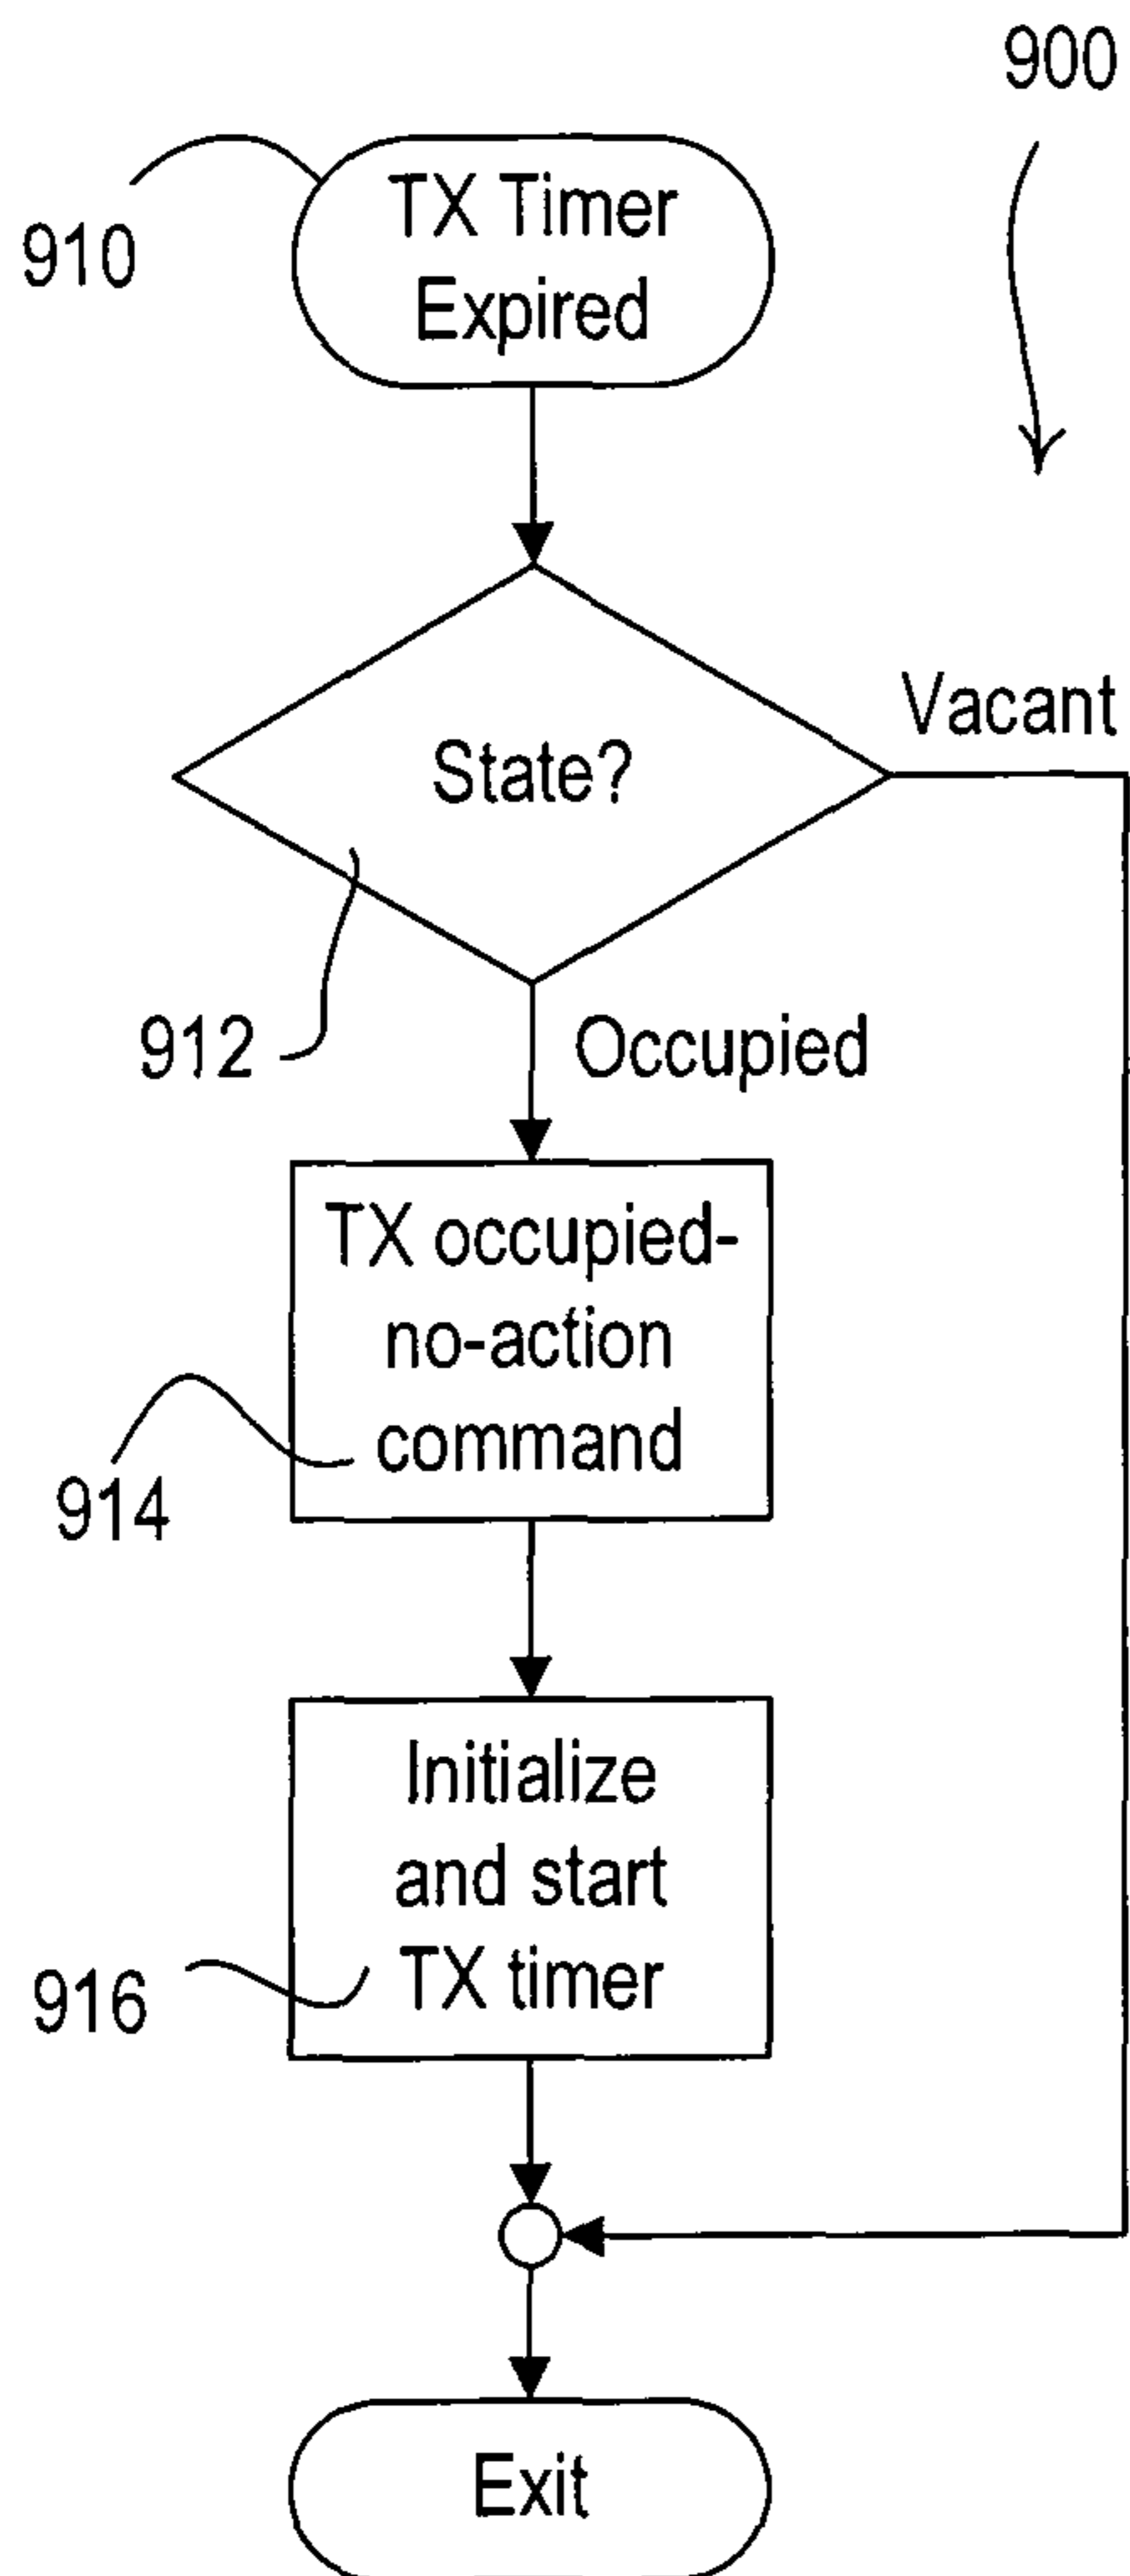 900
TX Timer
Expired
910
Vacant
State?
912
Occupied
TX occupied-
no-action
command
914
Initialize
and start
TX timer
916
Exit